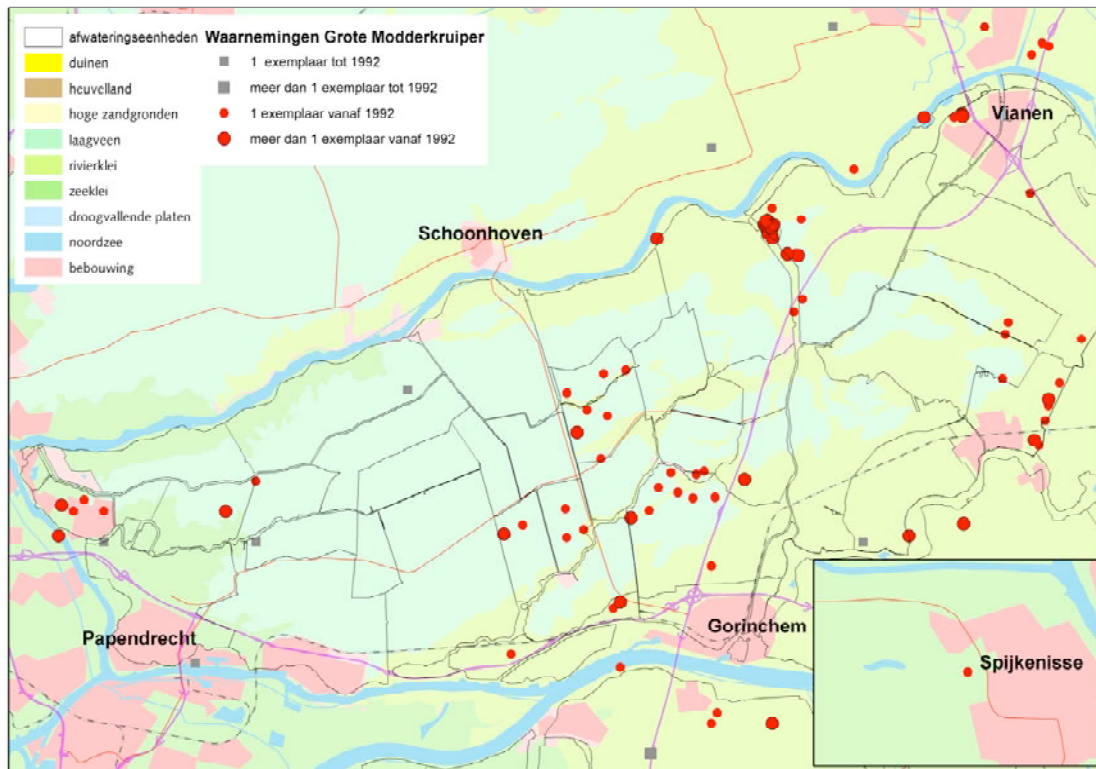 afwateringseenheden
duinen
heuvelland
hoge zandgronden
laagveen
rivierklei
zeeklei
droogvallende platen
noordzee
bebouwing
Waarnemingen Grote Modderkruiper
1 exemplaar tot 1992
meer dan 1 exemplaar tot 1992
1 exemplaar vanaf 1992
meer dan 1 exemplaar vanaf 1992
Vianen
Schoonhoven
Papendrecht
Gorinchem
Spijkenisse